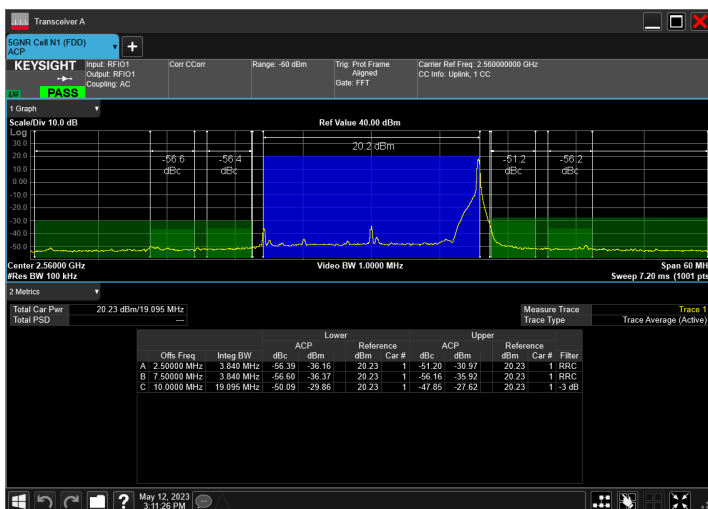 Transceiver A
5GNR Cell N1 (FDD)
ACP
KEYSIGHT Input: RFIO1 Corr CCorr Range: -60 dBm Trig: Prot Frame Carrier Ref Freq: 2.560000000 GHz
Output: RFIO1 Aligned CC Info: Uplink, 1 CC
Coupling: AC Gate: FFT
PASS
1 Graph
Scale/Div 10.0 dB Ref Value 40.00 dBm
Log
30.0
20.0
10.0
0.00
-10.0
-20.0
-30.0
-40.0
-50.0
-56.6 -56.4 20.2 dBm -51.2 -56.2
dBc dBc dBc dBc
Center 2.56000 GHz Video BW 1.0000 MHz Span 60 MH
#Res BW 100 kHz Sweep 7.20 ms (1001 pts
2 Metrics
Total Car Pwr 20.23 dBm/19.095 MHz Measure Trace Trace 1
Total PSD --- Trace Type Trace Average (Active)
Lower Upper
ACP Reference ACP Reference
Offs Freq Integ BW dBc dBm dBm Car # dBc dBm dBm Car # Filter
A 2.5000 MHz 3.840 MHz -56.39 -36.16 20.23 1 -51.20 -30.97 20.23 1 RRC
B 7.5000 MHz 3.840 MHz -56.60 -36.37 20.23 1 -56.16 -35.92 20.23 1 RRC
C 10.0000 MHz 19.095 MHz -50.09 -29.86 20.23 1 -47.85 -27.62 20.23 1 -3 dB
May 12, 2023
3:11:26 PM